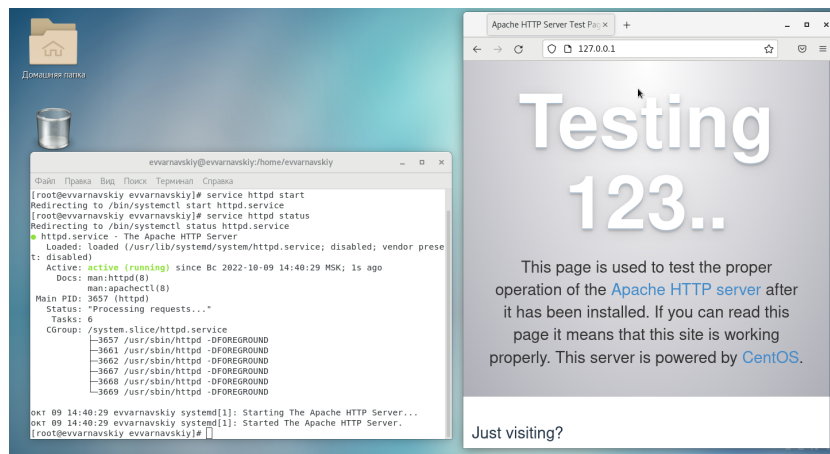 Домашняя папка
evvarnavskiy@evvarnavskiy:/home/evvarnavskiy
Файл Правка Вид Поиск Терминал Справка
[root@evvarnavskiy evvarnavskiy]# service httpd start
Redirecting to /bin/systemctl start httpd.service
[root@evvarnavskiy evvarnavskiy]# service httpd status
Redirecting to /bin/systemctl status httpd.service
● httpd.service - The Apache HTTP Server
Loaded: loaded (/usr/lib/systemd/system/httpd.service; disabled; vendor prese
t: disabled)
Active: active (running) since Вс 2022-10-09 14:40:29 MSK; 1s ago
Docs: man:httpd(8)
man:apachectl(8)
Main PID: 3657 (httpd)
Status: "Processing requests..."
Tasks: 6
CGroup: /system.slice/httpd.service
├─3657 /usr/sbin/httpd -DFOREGROUND
├─3661 /usr/sbin/httpd -DFOREGROUND
├─3662 /usr/sbin/httpd -DFOREGROUND
├─3667 /usr/sbin/httpd -DFOREGROUND
├─3668 /usr/sbin/httpd -DFOREGROUND
└─3669 /usr/sbin/httpd -DFOREGROUND
окт 09 14:40:29 evvarnavskiy systemd[1]: Starting The Apache HTTP Server...
окт 09 14:40:29 evvarnavskiy systemd[1]: Started The Apache HTTP Server.
[root@evvarnavskiy evvarnavskiy]#
Apache HTTP Server Test Pag
127.0.0.1
Testing
123..
This page is used to test the proper
operation of the Apache HTTP server after
it has been installed. If you can read this
page it means that this site is working
properly. This server is powered by CentOS.
Just visiting?